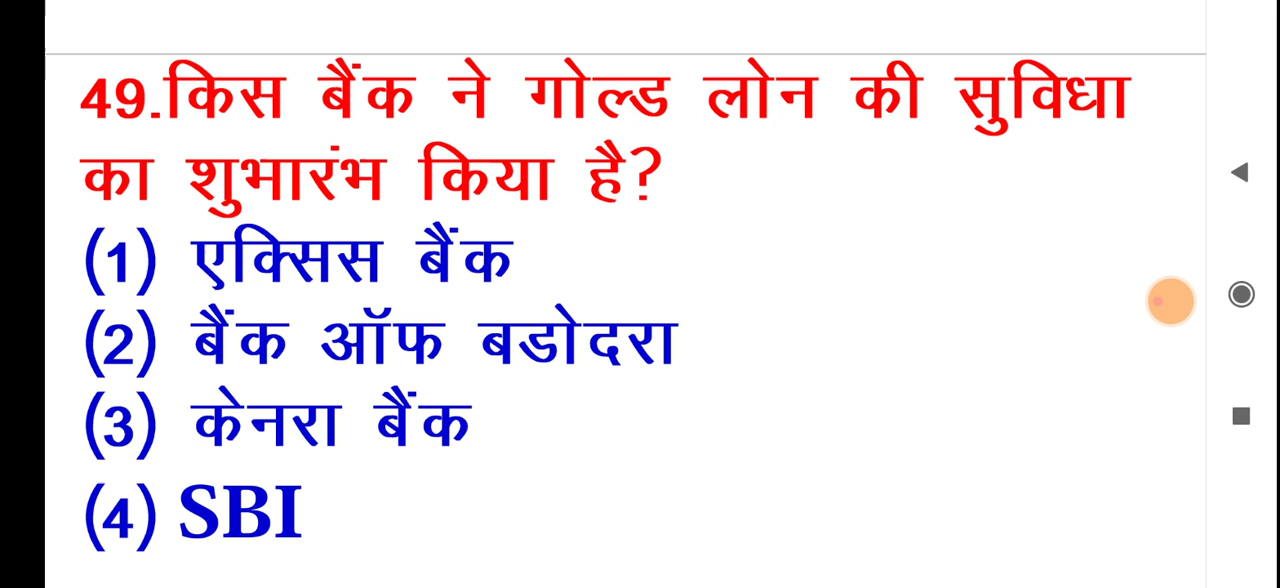 49.किस बैंक ने गोल्ड लोन की सुविधा
का शुभारंभ किया है?
(1) एक्सिस बैंक
(2) बैंक ऑफ बडोदरा
(3) केनरा बैंक
(4) SBI